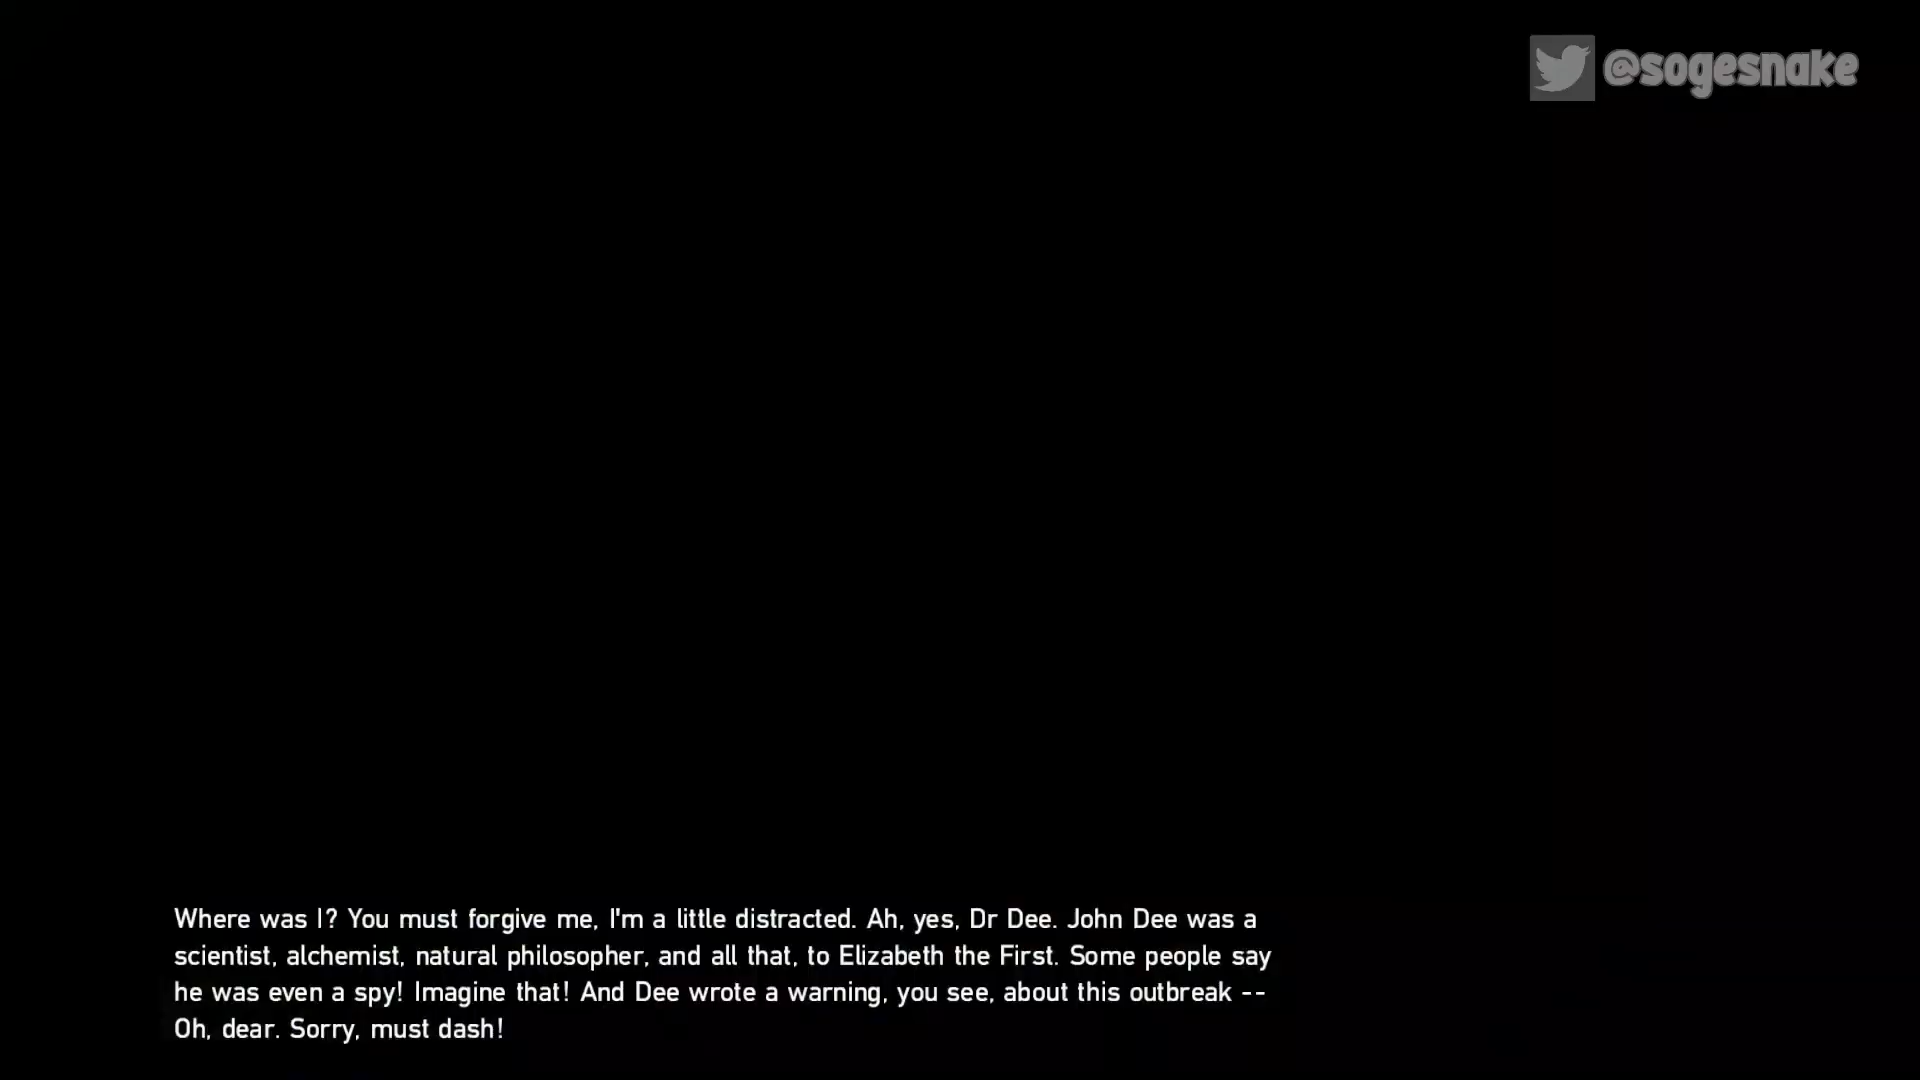 @sogesnake
Where was I? You must forgive me, I'm a little distracted. Ah, yes, Dr Dee. John Dee was a
scientist, alchemist, natural philosopher, and all that, to Elizabeth the First. Some people say
he was even a spy! Imagine that! And Dee wrote a warning, you see, about this outbreak --
Oh, dear. Sorry, must dash!